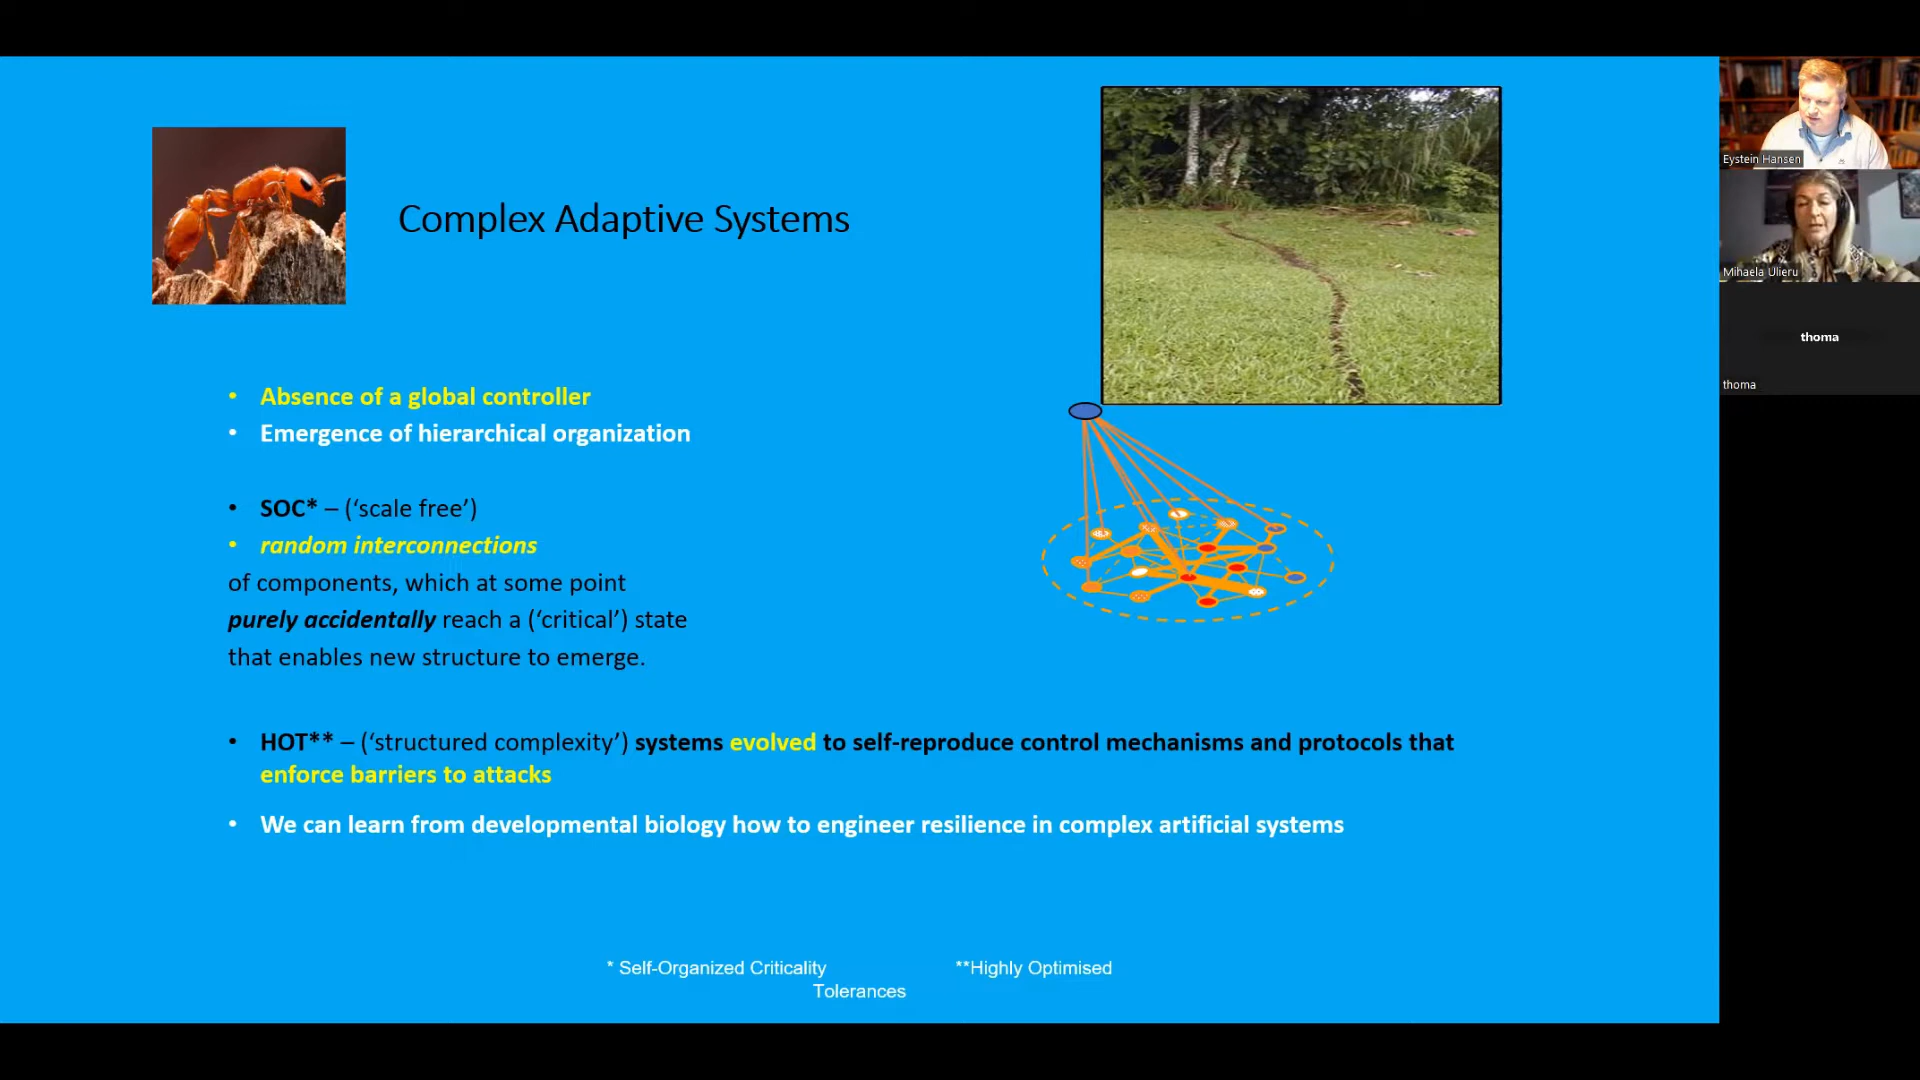 Complex Adaptive Systems
• Absence of a global controller
• Emergence of hierarchical organization
• SOC* – (‘scale free’)
• random interconnections
of components, which at some point
purely accidentally reach a (‘critical’) state
that enables new structure to emerge.
• HOT** – (‘structured complexity’) systems evolved to self-reproduce control mechanisms and protocols that
enforce barriers to attacks
• We can learn from developmental biology how to engineer resilience in complex artificial systems
* Self-Organized Criticality **Highly Optimised
Tolerances
Eystein Hansen
Mihaela Ulieru
thoma
thoma